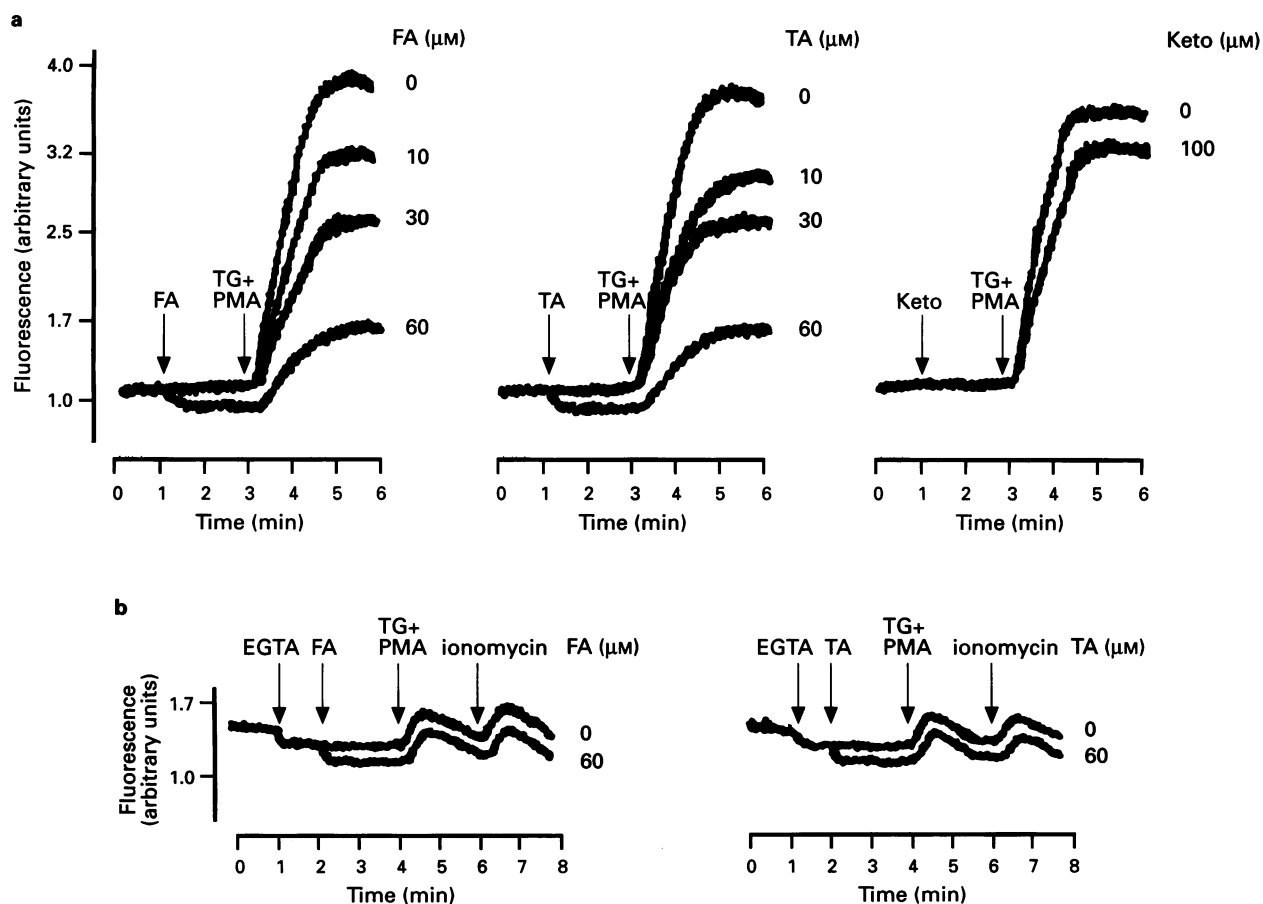 a
FA (μM)
TA (μM)
Keto (μM)
Fluorescence (arbitrary units)
4.0
3.2
2.5
1.7
1.0
0
10
30
60
FA
TG+
PMA
0 1 2 3 4 5 6
Time (min)
0
10
30
60
TA
TG+
PMA
0 1 2 3 4 5 6
Time (min)
0
100
Keto
TG+
PMA
0 1 2 3 4 5 6
Time (min)
b
Fluorescence
(arbitrary units)
1.7
1.0
EGTA FA TG+
PMA ionomycin FA (μM)
0
60
0 1 2 3 4 5 6 7 8
Time (min)
EGTA TA TG+
PMA ionomycin TA (μM)
0
60
0 1 2 3 4 5 6 7 8
Time (min)